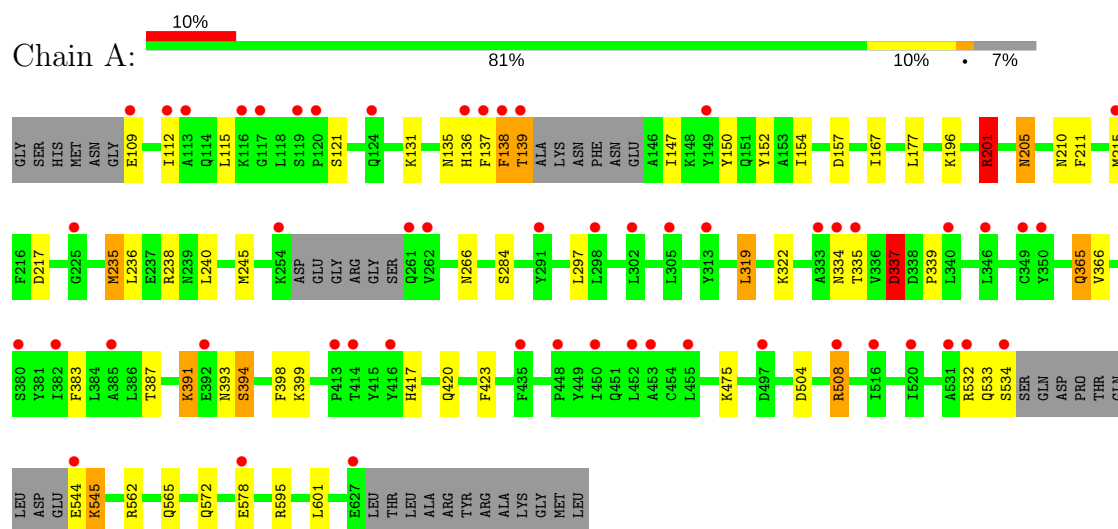 10%
Chain A:
81% 10% • 7%
GLY SER HIS MET ASN GLY E109 I112 A113 Q114 L115 K116 G117 L118 S119 P120 S121 Q124 K131 N135 H136 F137 F138 T139 ALA LYS ASN PHE ASN GLU A146 I147 K148 Y149 Y150 Q151 Y152 A153 I154 D157 I167 L177 K196 R201 N205 N210 F211 M215
F216 D217 G225 M235 L236 E237 R238 N239 L240 M245 K254 ASP GLU GLY ARG GLY SER Q261 V262 N266 S284 Y291 L297 L298 L302 L305 Y313 L319 K322 A333 N334 T335 V336 D337 D338 P339 L340 L346 C349 Y350 Q365 V366
S380 Y381 I382 F383 L384 A385 L386 T387 K391 E392 N393 S394 F398 K399 P413 T414 Y415 Y416 H417 Q420 F423 F435 P448 Y449 I450 Q451 L452 A453 C454 L455 K475 D497 D504 R508 I516 I520 A531 R532 Q533 S534 SER GLN ASP PRO THR GLN
LEU ASP GLU E544 K545 R562 Q565 Q572 E578 R595 L601 E627 LEU THR LEU ALA ARG TYR ARG ALA LYS GLY MET LEU